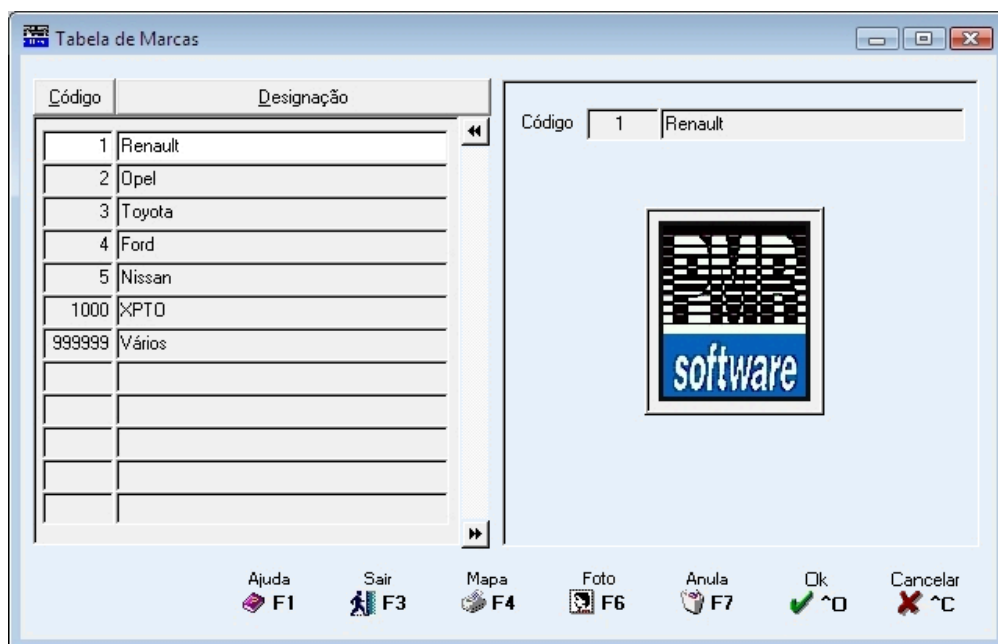 Tabela de Marcas
Código Designação
1 Renault
2 Opel
3 Toyota
4 Ford
5 Nissan
1000 XPTO
999999 Vários
Código 1 Renault
PMR
software
Ajuda Sair Mapa Foto Anula Ok Cancelar
F1 F3 F4 F6 F7 ^O ^C